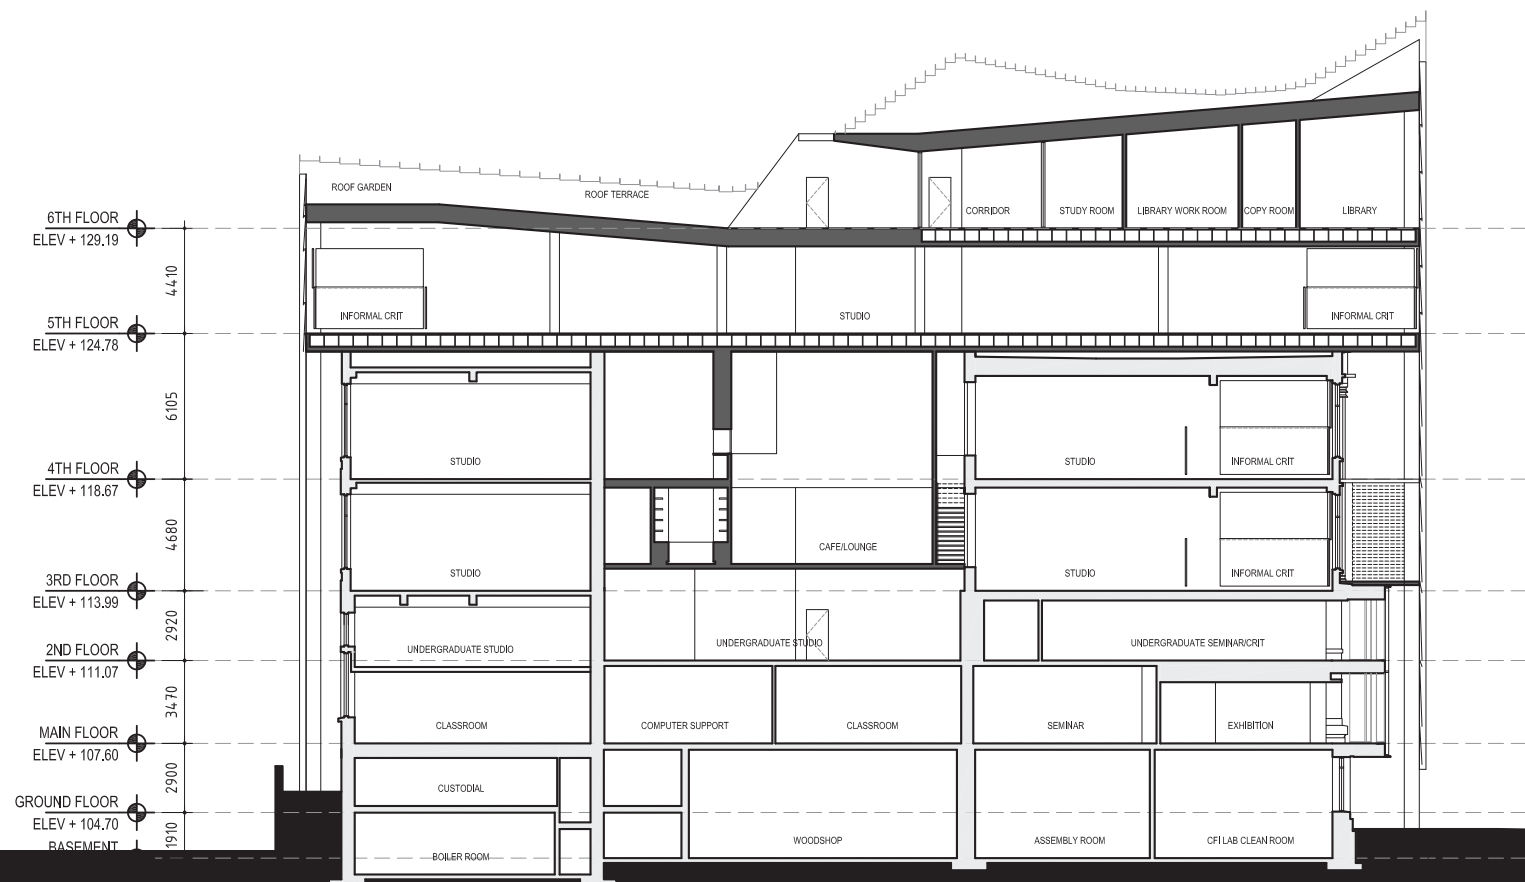 ROOF GARDEN
ROOF TERRACE
6TH FLOOR
ELEV + 129.19
CORRIDOR
STUDY ROOM
LIBRARY WORK ROOM
COPY ROOM
LIBRARY
4410
INFORMAL CRIT
STUDIO
INFORMAL CRIT
5TH FLOOR
ELEV + 124.78
6105
STUDIO
STUDIO
INFORMAL CRIT
4TH FLOOR
ELEV + 118.67
4680
CAFE/LOUNGE
STUDIO
STUDIO
INFORMAL CRIT
3RD FLOOR
ELEV + 113.99
2920
UNDERGRADUATE STUDIO
UNDERGRADUATE STUDIO
UNDERGRADUATE SEMINAR/CRIT
2ND FLOOR
ELEV + 111.07
3470
CLASSROOM
COMPUTER SUPPORT
CLASSROOM
SEMINAR
EXHIBITION
MAIN FLOOR
ELEV + 107.60
2900
CUSTODIAL
GROUND FLOOR
ELEV + 104.70
1910
WOODSHOP
ASSEMBLY ROOM
CFI LAB CLEAN ROOM
BASEMENT
BOILER ROOM